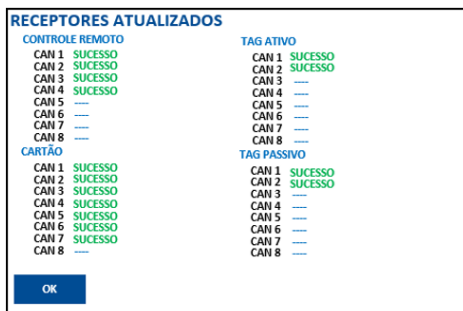 RECEPTORES ATUALIZADOS
CONTROLE REMOTO
CAN 1 SUCESSO
CAN 2 SUCESSO
CAN 3 SUCESSO
CAN 4 SUCESSO
CAN 5 ----
CAN 6 ----
CAN 7 ----
CAN 8 ----
TAG ATIVO
CAN 1 SUCESSO
CAN 2 SUCESSO
CAN 3 ----
CAN 4 ----
CAN 5 ----
CAN 6 ----
CAN 7 ----
CAN 8 ----
CARTÃO
CAN 1 SUCESSO
CAN 2 SUCESSO
CAN 3 SUCESSO
CAN 4 SUCESSO
CAN 5 SUCESSO
CAN 6 SUCESSO
CAN 7 SUCESSO
CAN 8 ----
TAG PASSIVO
CAN 1 SUCESSO
CAN 2 SUCESSO
CAN 3 ----
CAN 4 ----
CAN 5 ----
CAN 6 ----
CAN 7 ----
CAN 8 ----
OK